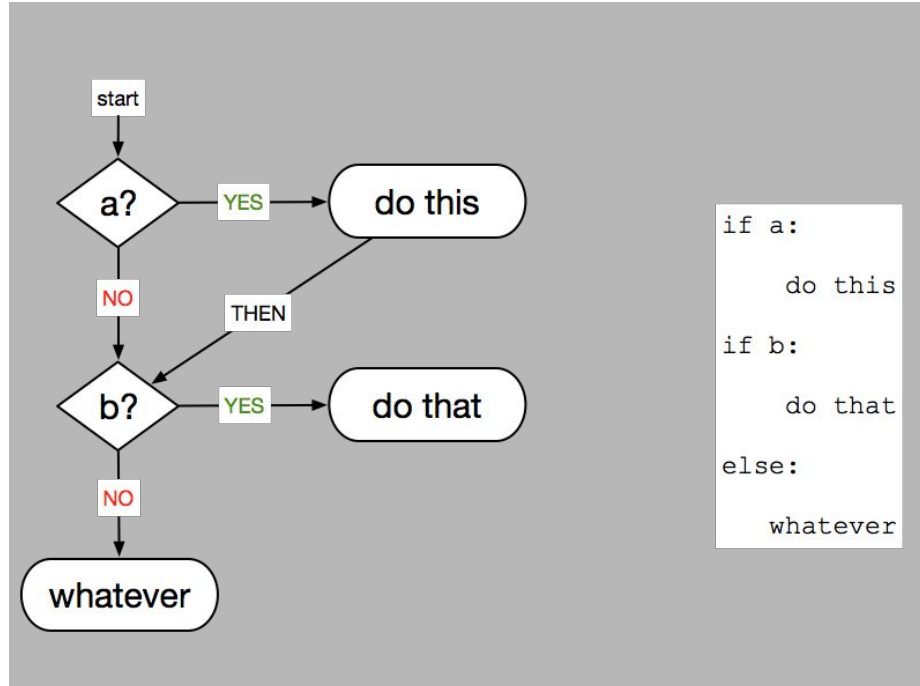 start
a?
YES
do this
NO
THEN
b?
YES
do that
NO
whatever
if a:
do this
if b:
do that
else:
whatever